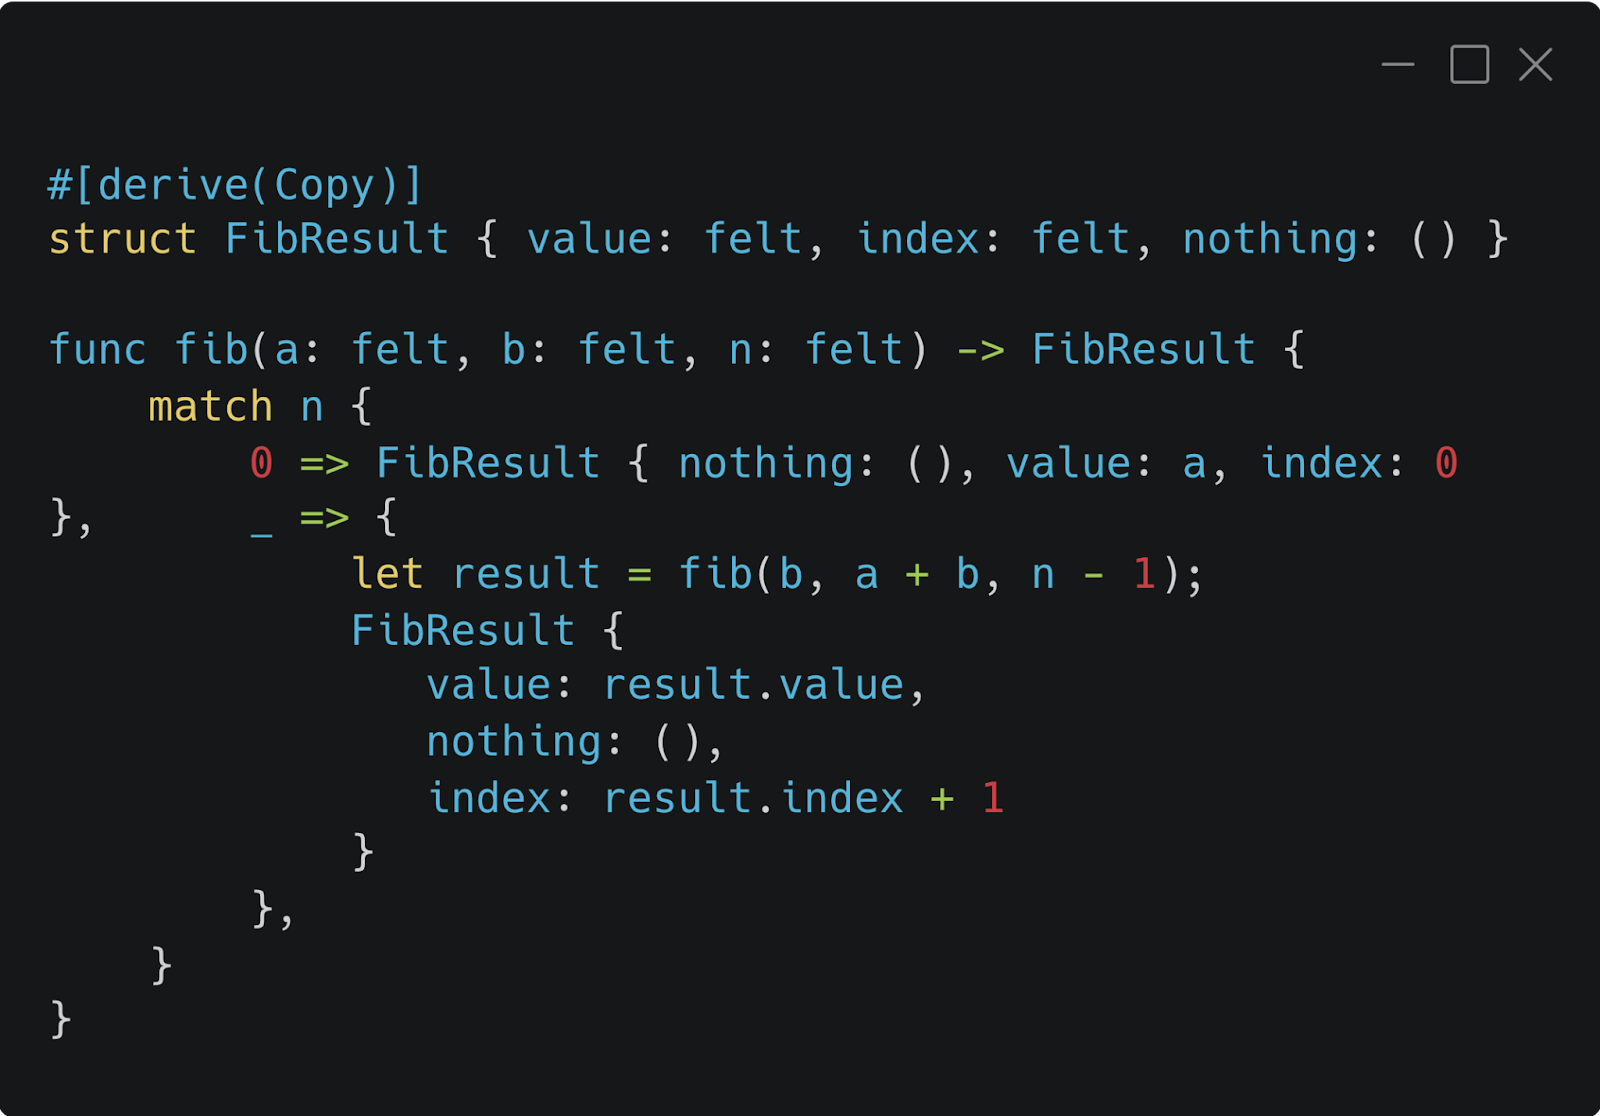 #[derive(Copy)]
struct FibResult { value: felt, index: felt, nothing: () }

func fib(a: felt, b: felt, n: felt) -> FibResult {
    match n {
        0 => FibResult { nothing: (), value: a, index: 0
},      _ => {
            let result = fib(b, a + b, n - 1);
            FibResult {
               value: result.value,
               nothing: (),
               index: result.index + 1
            }
        },
    }
}